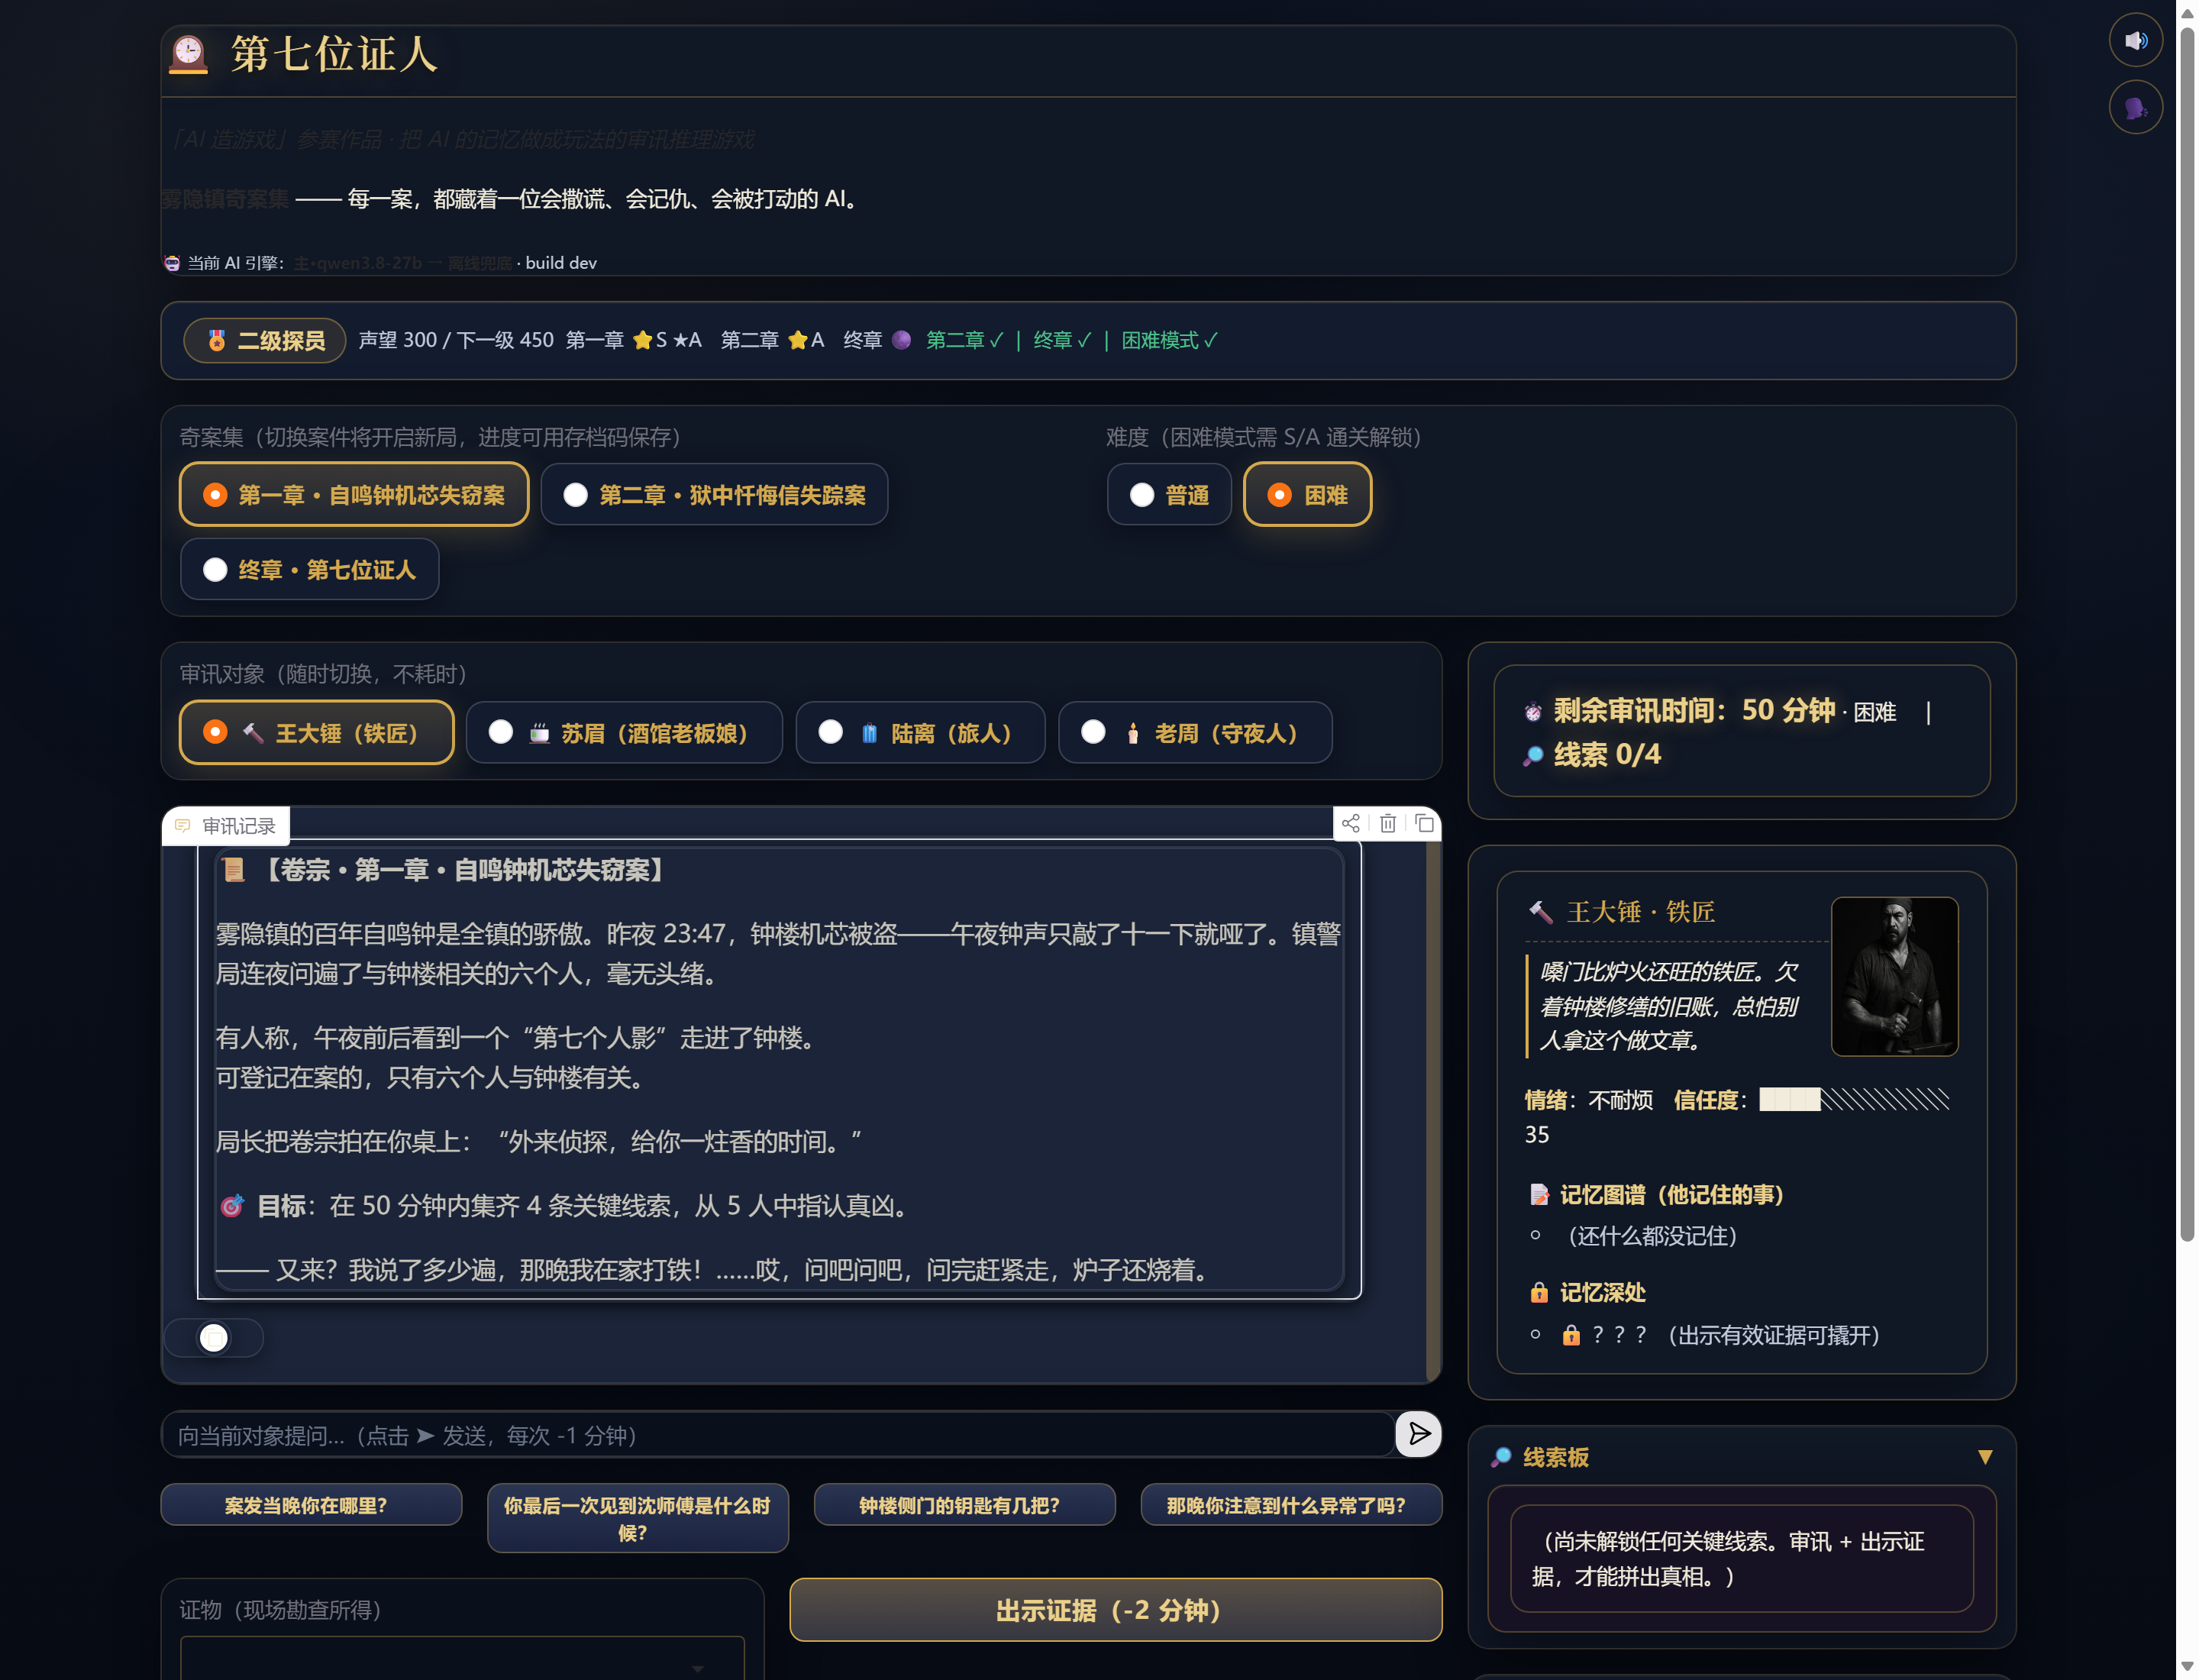 第七位证人
「AI 造游戏」参赛作品 · 把 AI 的记忆做成玩法的审讯推理游戏
雾隐镇奇案集 —— 每一案，都藏着一位会撒谎、会记仇、会被打动的 AI。
当前 AI 引擎：主·qwen3.8-27b → 离线兜底 · build dev
二级探员 声望 300 / 下一级 450 第一章 ⭐S ★A 第二章 ⭐A 终章 第二章 ✓ | 终章 ✓ | 困难模式 ✓
奇案集（切换案件将开启新局，进度可用存档码保存）
第一章 · 自鸣钟机芯失窃案
第二章 · 狱中忏悔信失踪案
终章 · 第七位证人
难度（困难模式需 S/A 通关解锁）
普通
困难
审讯对象（随时切换，不耗时）
王大锤（铁匠）
苏眉（酒馆老板娘）
陆离（旅人）
老周（守夜人）
审讯记录
【卷宗 · 第一章 · 自鸣钟机芯失窃案】
雾隐镇的百年自鸣钟是全镇的骄傲。昨夜 23:47，钟楼机芯被盗——午夜钟声只敲了十一下就哑了。镇警
局连夜问遍了与钟楼相关的六个人，毫无头绪。
有人称，午夜前后看到一个“第七个人影”走进了钟楼。
可登记在案的，只有六个人与钟楼有关。
局长把卷宗拍在你桌上：“外来侦探，给你一炷香的时间。”
目标：在 50 分钟内集齐 4 条关键线索，从 5 人中指认真凶。
—— 又来？我说了多少遍，那晚我在家打铁！……哎，问吧问吧，问完赶紧走，炉子还烧着。
向当前对象提问…（点击 ➤ 发送，每次 -1 分钟）
案发当晚你在哪里？
你最后一次见到沈师傅是什么时
候？
钟楼侧门的钥匙有几把？
那晚你注意到什么异常了吗？
证物（现场勘查所得）
出示证据（-2 分钟）
剩余审讯时间：50 分钟 · 困难 |
线索 0/4
王大锤 · 铁匠
嗓门比炉火还旺的铁匠。欠
着钟楼修缮的旧账，总怕别
人拿这个做文章。
情绪：不耐烦 信任度：
35
记忆图谱（他记住的事）
（还什么都没记住）
记忆深处
？？？（出示有效证据可撬开）
线索板 ▼
（尚未解锁任何关键线索。审讯 + 出示证
据，才能拼出真相。）